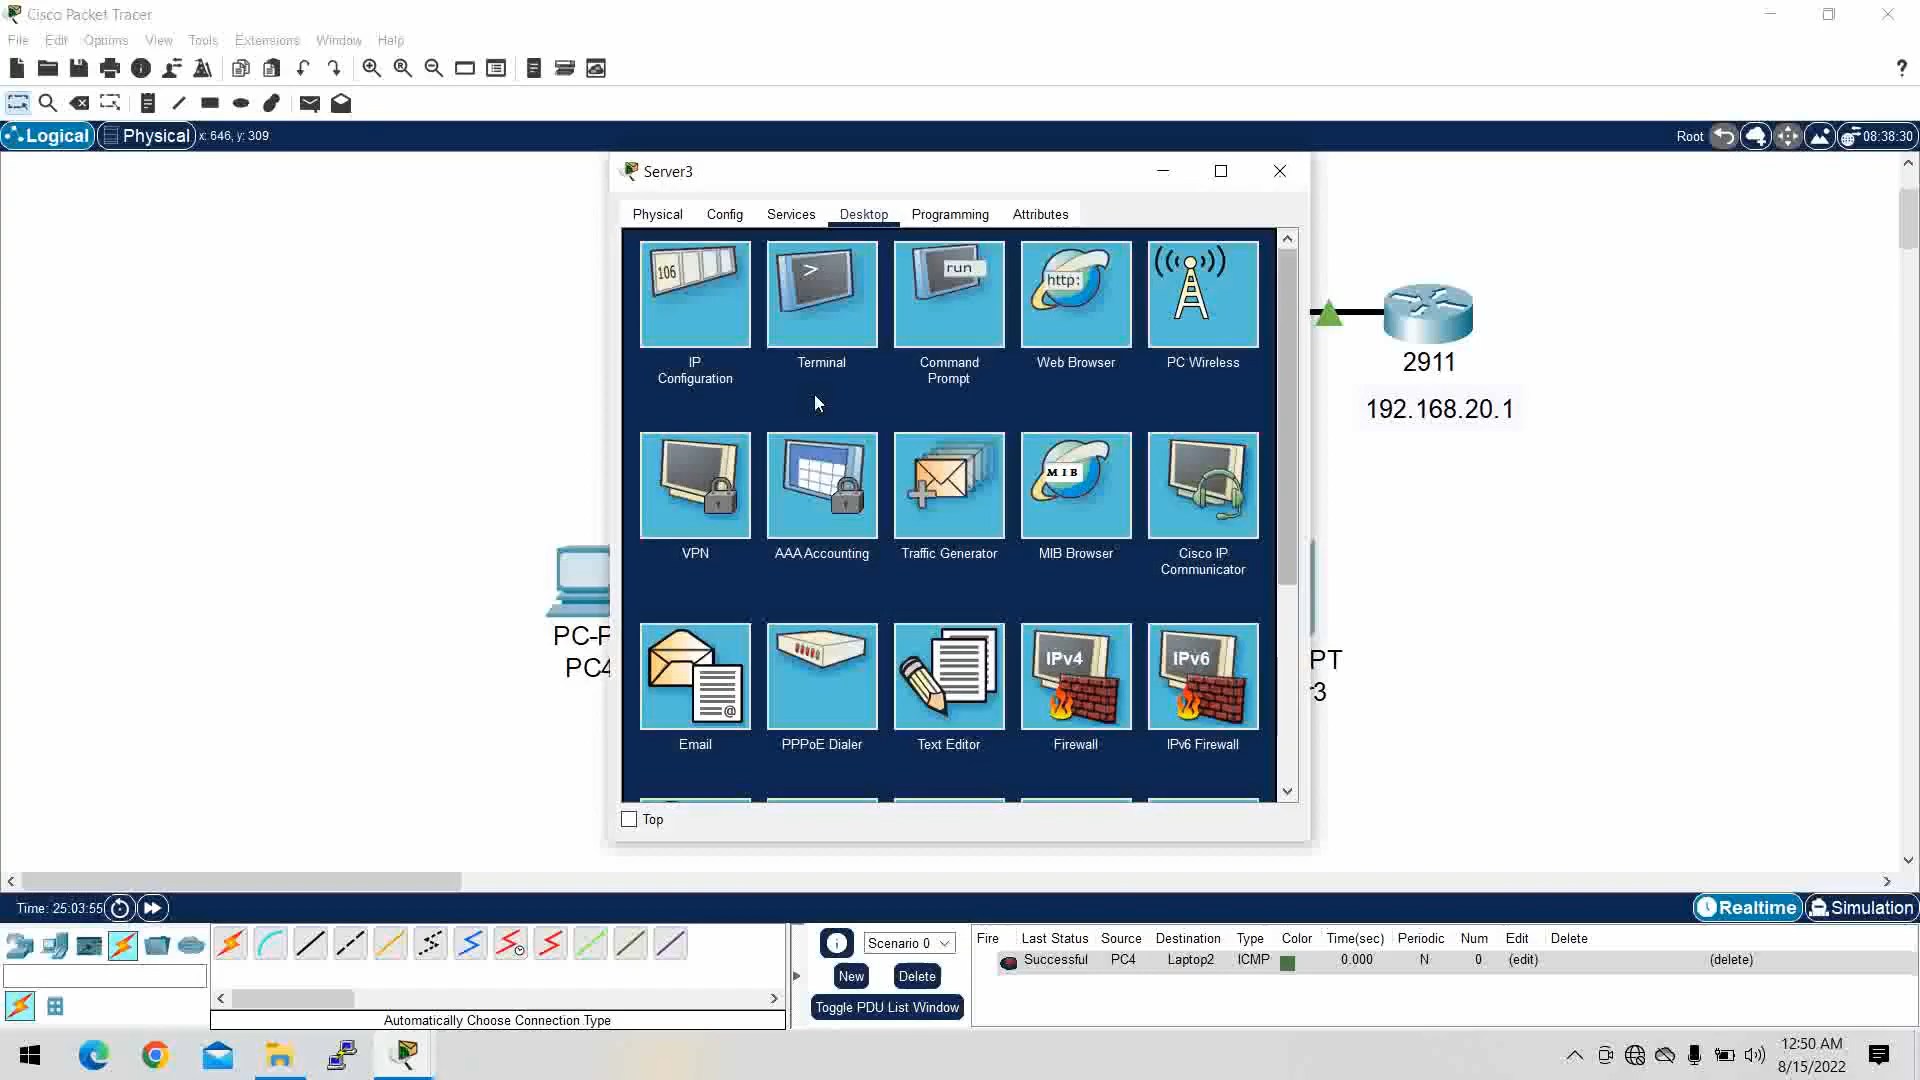 Cisco Packet Tracer
File Edit Options View Tools Extensions Window Help
?
Logical Physical x: 646, y: 309 Root 08:38:30
Server3
Physical Config Services Desktop Programming Attributes
106 > run http:
IP Configuration
Terminal
Command Prompt
Web Browser
PC Wireless
MIB
VPN
AAA Accounting
Traffic Generator
MIB Browser
Cisco IP Communicator
@ IPv4 IPv6
Email
PPPoE Dialer
Text Editor
Firewall
IPv6 Firewall
Top
2911
192.168.20.1
PC-P
PC4
PT
r3
Time: 25:03:55 Realtime Simulation
Automatically Choose Connection Type
Scenario 0
New Delete
Toggle PDU List Window
Fire Last Status Source Destination Type Color Time(sec) Periodic Num Edit Delete
Successful PC4 Laptop2 ICMP 0.000 N 0 (edit) (delete)
12:50 AM
8/15/2022